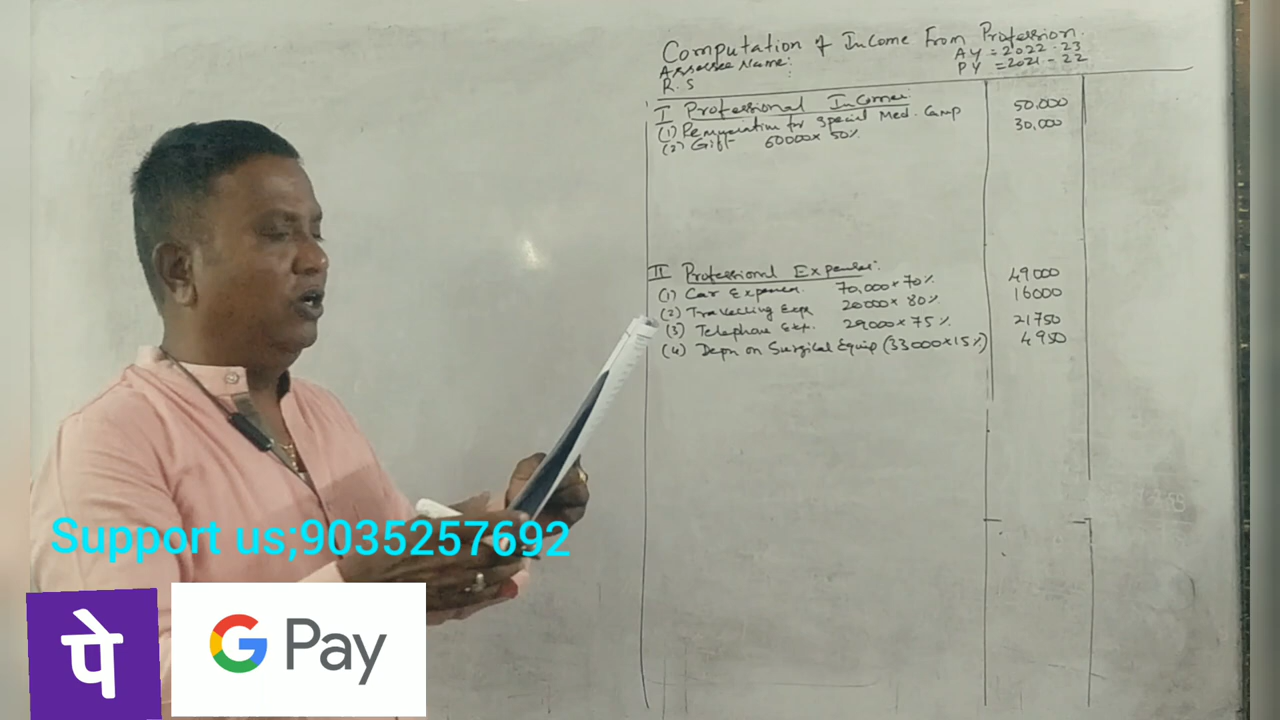 Computation of Income From Profession.
Assessee Name:
AY = 2022-23
R.S
PY = 2021-22
I Professional Income
(1) Remuneration for Special Med. Camp 50,000
(2) Gift 60000 x 50% 30,000
II Professional Expenses:
(1) Car Expenses. 70,000 x 70% 49000
(2) Travelling Expe 20000 x 80% 16000
(3) Telephone Exp. 29000 x 75% 21750
(4) Depn on Surgical Equip (33000 x 15%) 4950
Support us;9035257692
पे
G Pay